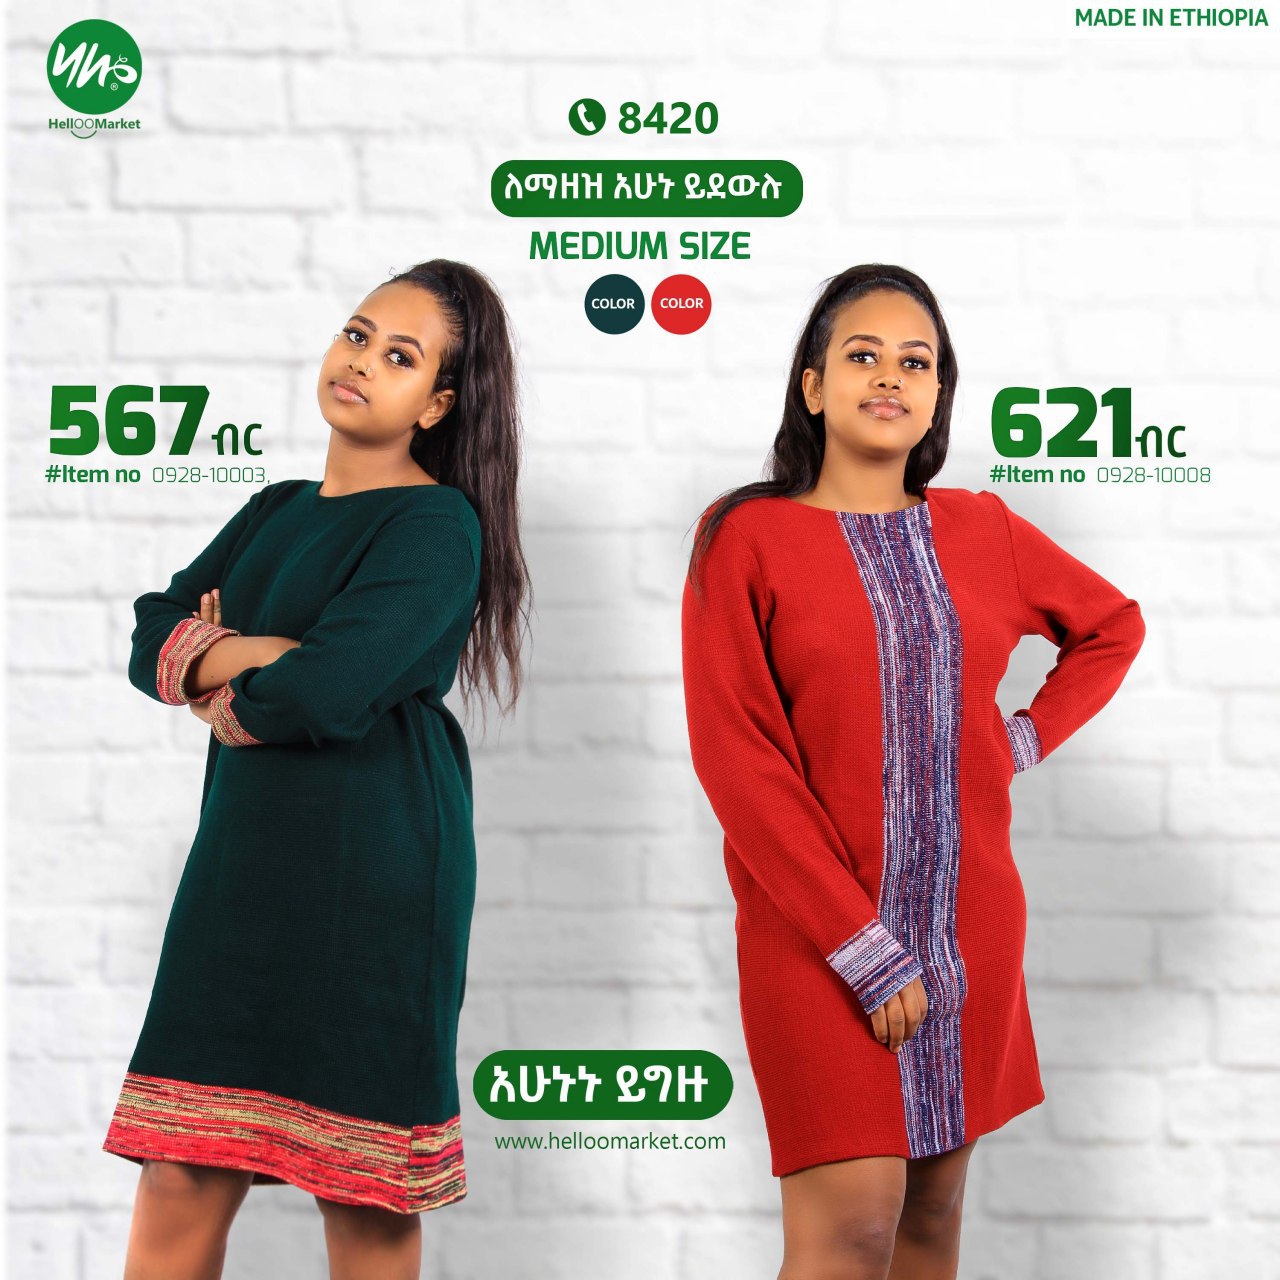 MADE IN ETHIOPIA
ሃሎ
®
HellOOMarket
8420
ለማዘዝ አሁኑ ይደውሉ
MEDIUM SIZE
COLOR COLOR
567ብር
#Item no 0928-10003,
621ብር
#Item no 0928-10008
አሁኑኑ ይግዙ
www.helloomarket.com